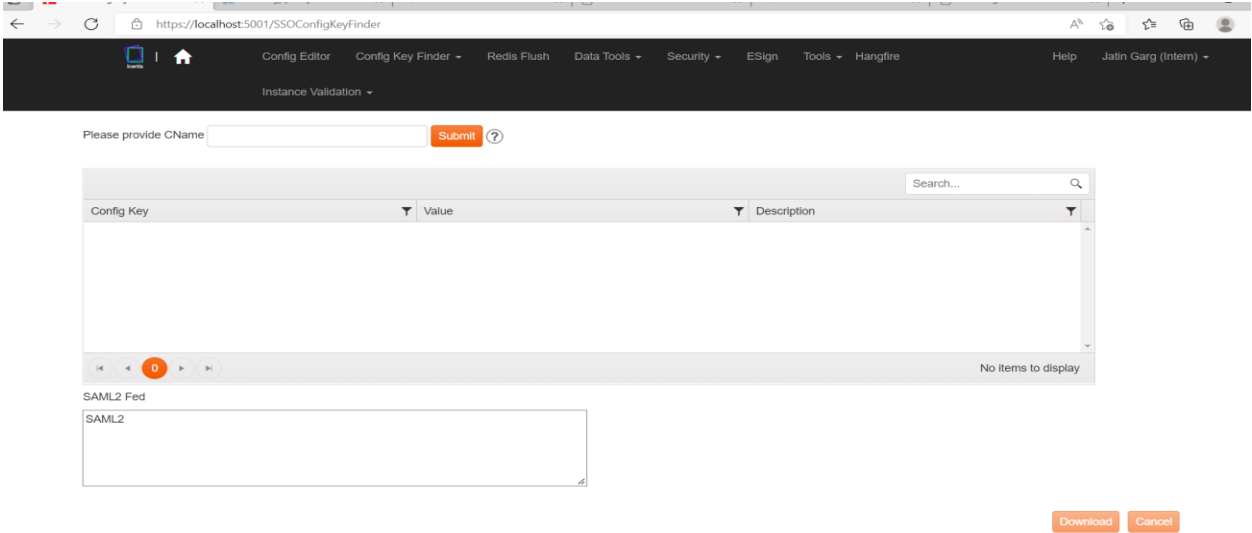 https://localhost:5001/SSOConfigKeyFinder
Icertis
Config Editor Config Key Finder Redis Flush Data Tools Security ESign Tools Hangfire Help Jatin Garg (Intern)
Instance Validation
Please provide CName Submit ?
Search...
Config Key Value Description
0 No items to display
SAML2 Fed
SAML2
Download Cancel